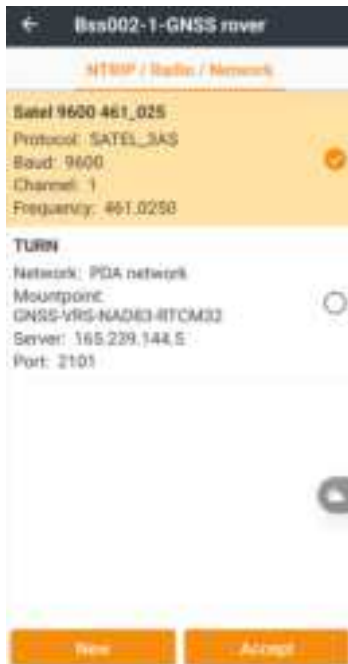 Bss002-1-GNSS rover
NTRIP / Radio / Network
Satel 9600 461_025
Protocol: SATEL_3AS
Baud: 9600
Channel: 1
Frequency: 461.0250
TURN
Network: PDA network
Mountpoint:
GNSS-VRS-NAD83-RTCM32
Server: 165.239.144.5
Port: 2101
New
Accept